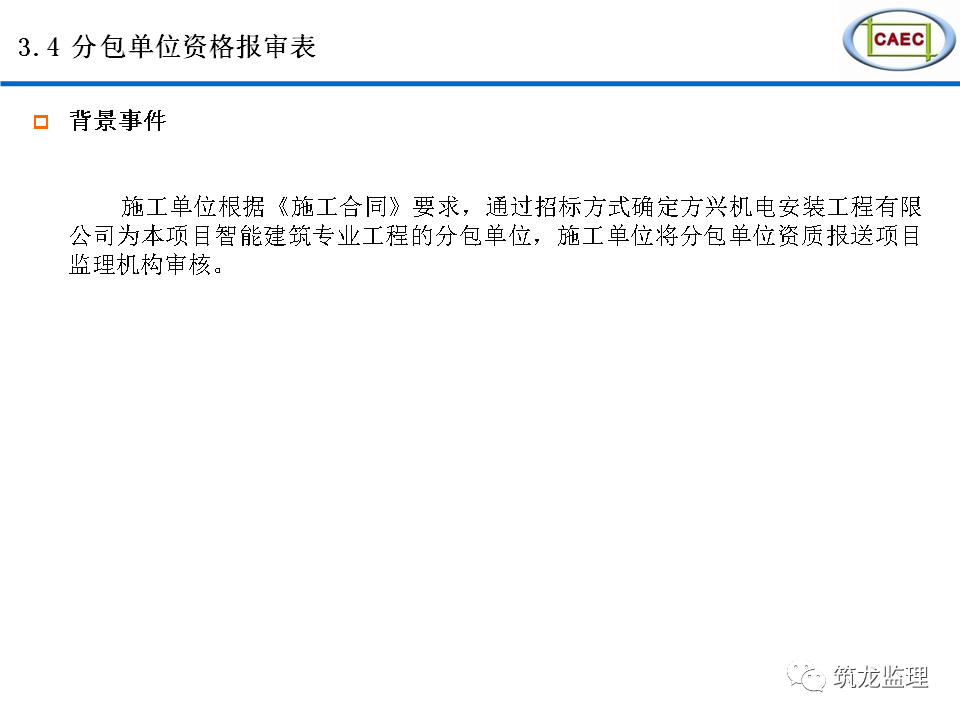 3.4 分包单位资格报审表
CAEC
背景事件
施工单位根据《施工合同》要求，通过招标方式确定方兴机电安装工程有限
公司为本项目智能建筑专业工程的分包单位，施工单位将分包单位资质报送项目
监理机构审核。
筑龙监理